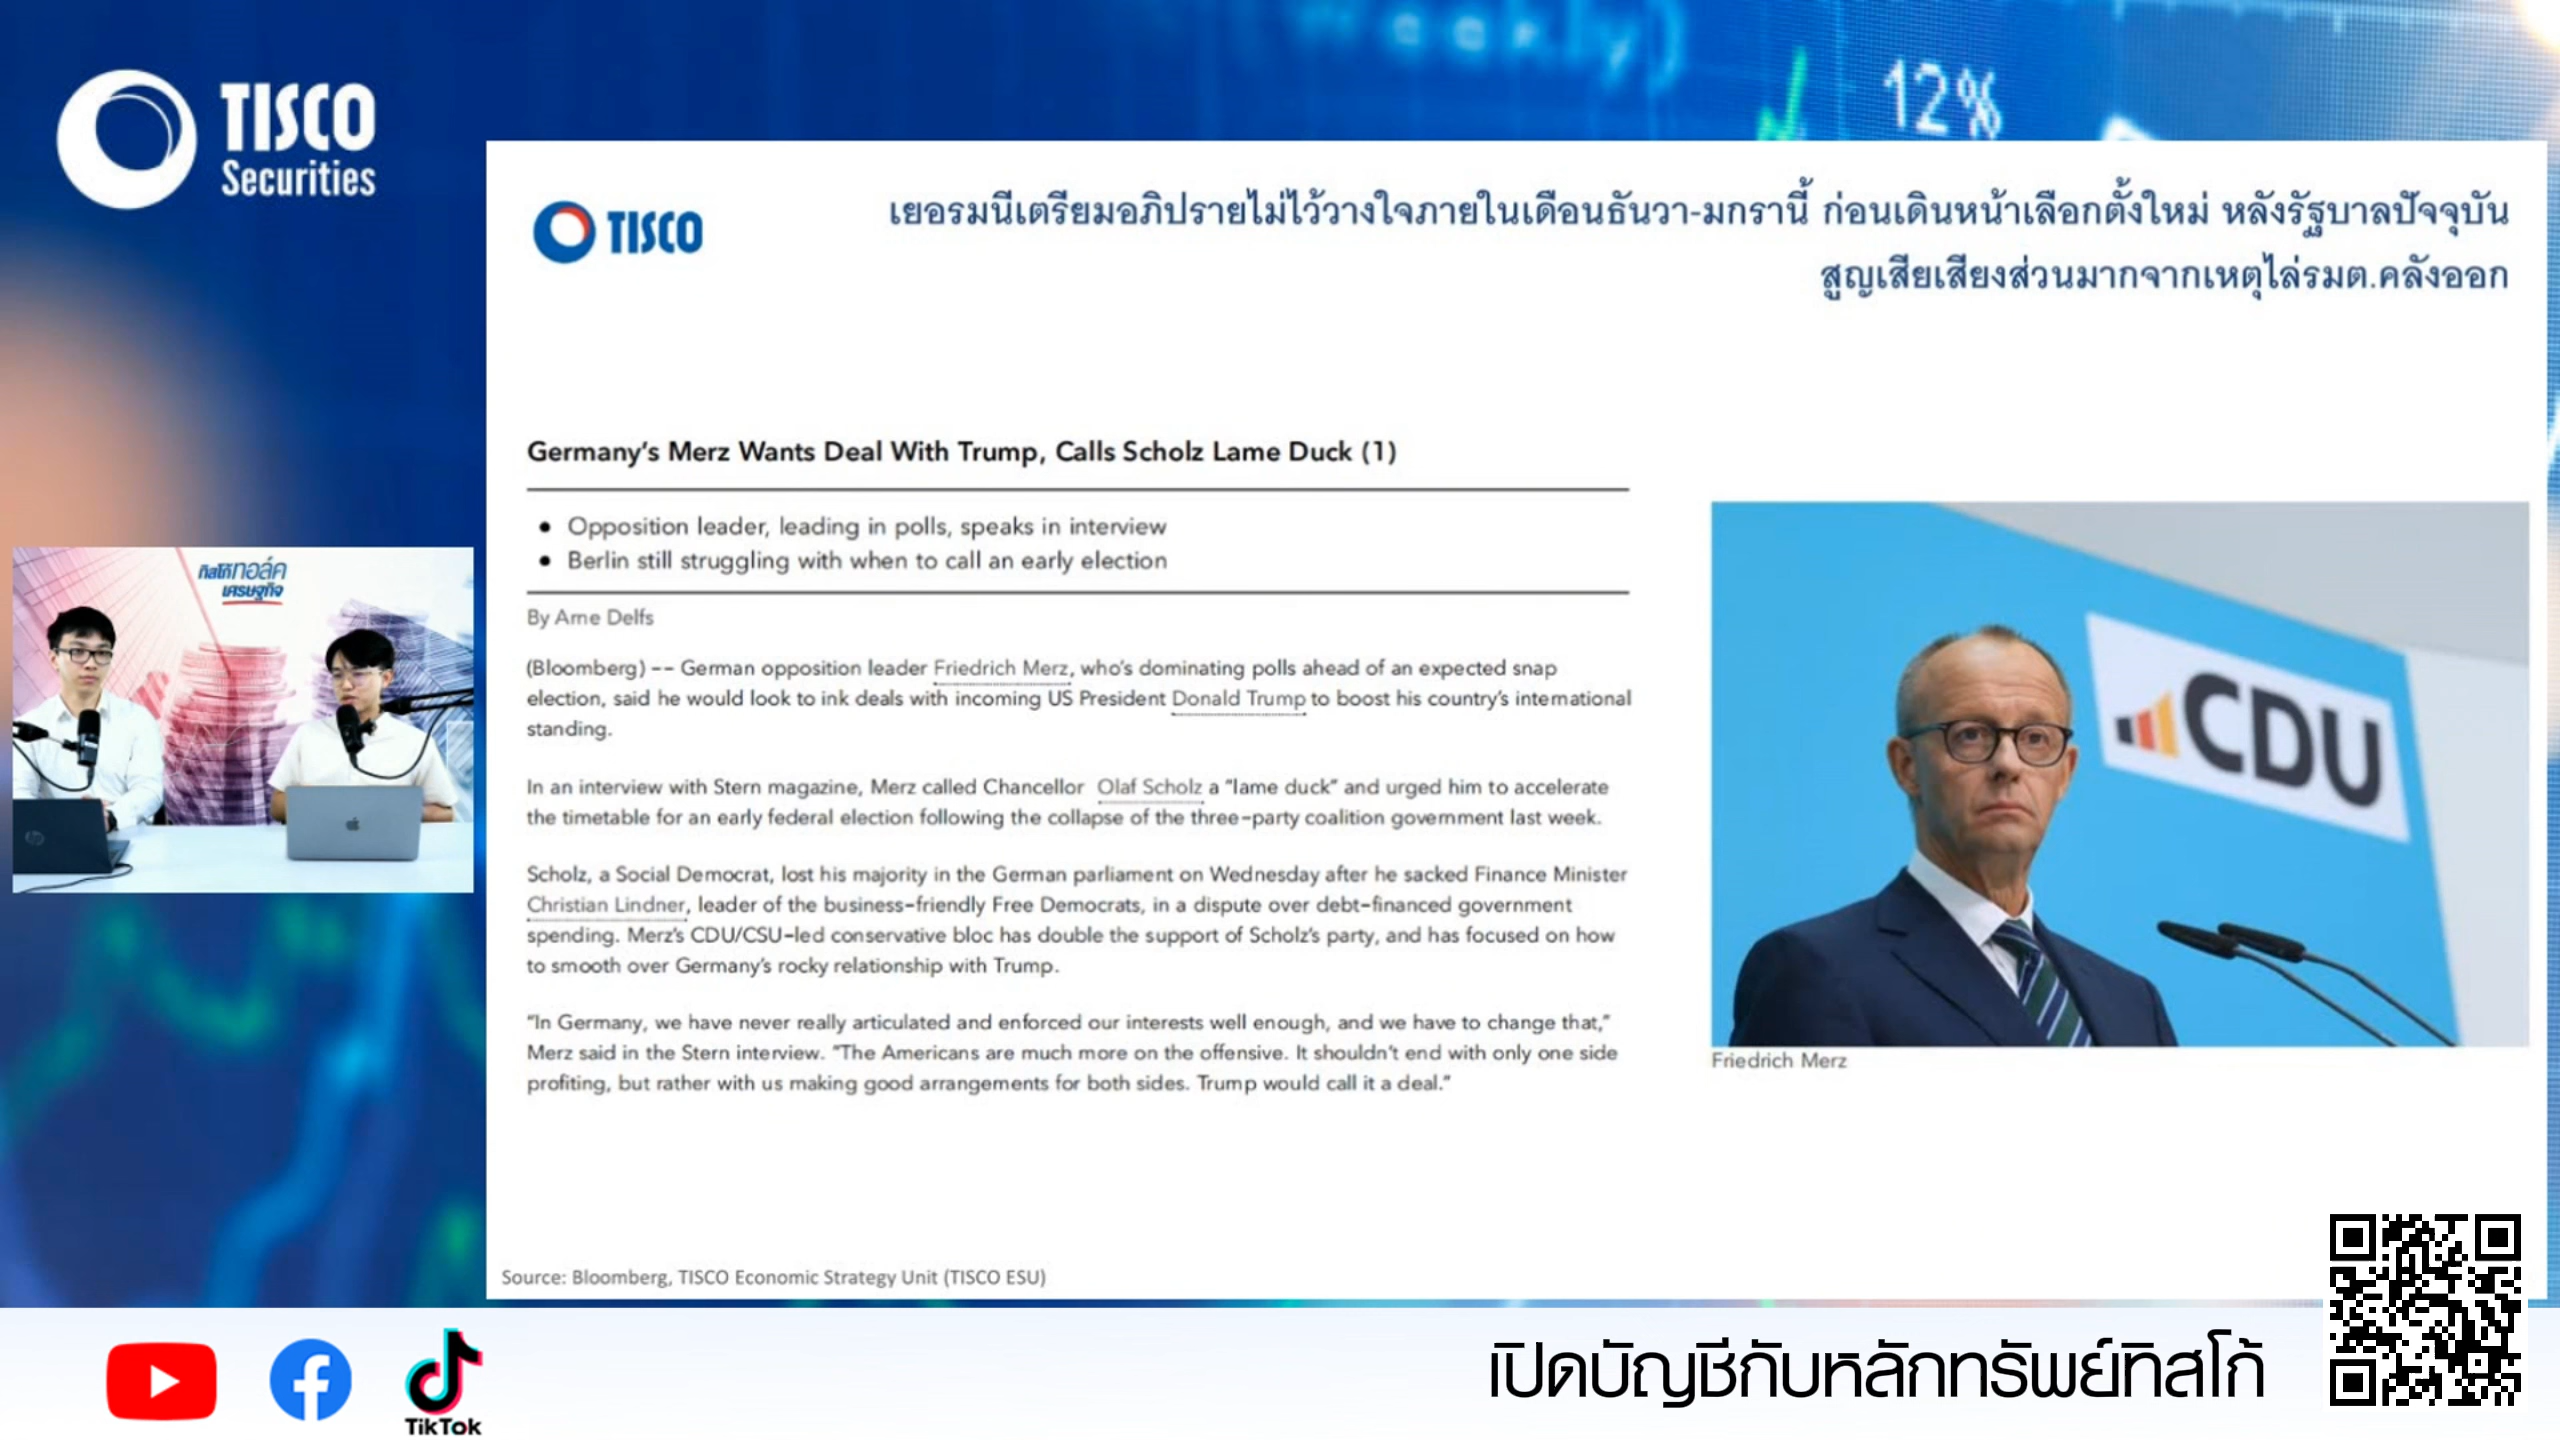 (Weekly)
12%
TISCO
Securities
TISCO
เยอรมนีเตรียมอภิปรายไม่ไว้วางใจภายในเดือนธันวา-มกรานี้ ก่อนเดินหน้าเลือกตั้งใหม่ หลังรัฐบาลปัจจุบัน
สูญเสียเสียงส่วนมากจากเหตุไล่รมต.คลังออก
Germany's Merz Wants Deal With Trump, Calls Scholz Lame Duck (1)
• Opposition leader, leading in polls, speaks in interview
• Berlin still struggling with when to call an early election
By Arne Delfs
(Bloomberg) -- German opposition leader Friedrich Merz, who's dominating polls ahead of an expected snap
election, said he would look to ink deals with incoming US President Donald Trump to boost his country's international
standing.
In an interview with Stern magazine, Merz called Chancellor Olaf Scholz a "lame duck" and urged him to accelerate
the timetable for an early federal election following the collapse of the three-party coalition government last week.
Scholz, a Social Democrat, lost his majority in the German parliament on Wednesday after he sacked Finance Minister
Christian Lindner, leader of the business-friendly Free Democrats, in a dispute over debt-financed government
spending. Merz's CDU/CSU-led conservative bloc has double the support of Scholz's party, and has focused on how
to smooth over Germany's rocky relationship with Trump.
"In Germany, we have never really articulated and enforced our interests well enough, and we have to change that,"
Merz said in the Stern interview. "The Americans are much more on the offensive. It shouldn't end with only one side
profiting, but rather with us making good arrangements for both sides. Trump would call it a deal."
CDU
Friedrich Merz
ทิสโก้ทอล์ค
เศรษฐกิจ
hp
Source: Bloomberg, TISCO Economic Strategy Unit (TISCO ESU)
TikTok
เปิดบัญชีกับหลักทรัพย์ทิสโก้